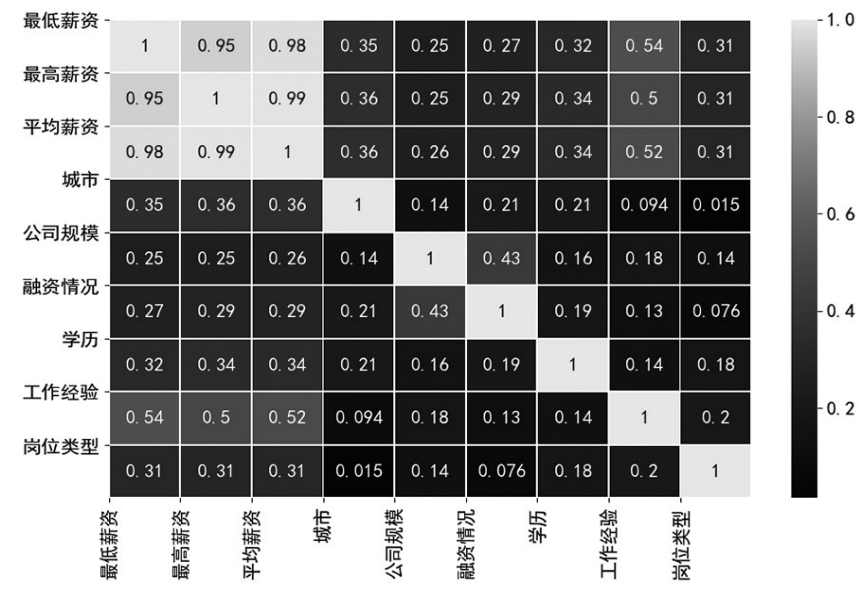 最低薪资
1 0.95 0.98 0.35 0.25 0.27 0.32 0.54 0.31
最高薪资
0.95 1 0.99 0.36 0.25 0.29 0.34 0.5 0.31
平均薪资
0.98 0.99 1 0.36 0.26 0.29 0.34 0.52 0.31
城市
0.35 0.36 0.36 1 0.14 0.21 0.21 0.094 0.015
公司规模
0.25 0.25 0.26 0.14 1 0.43 0.16 0.18 0.14
融资情况
0.27 0.29 0.29 0.21 0.43 1 0.19 0.13 0.076
学历
0.32 0.34 0.34 0.21 0.16 0.19 1 0.14 0.18
工作经验
0.54 0.5 0.52 0.094 0.18 0.13 0.14 1 0.2
岗位类型
0.31 0.31 0.31 0.015 0.14 0.076 0.18 0.2 1
最低薪资
最高薪资
平均薪资
城市
公司规模
融资情况
学历
工作经验
岗位类型
1.0
0.8
0.6
0.4
0.2